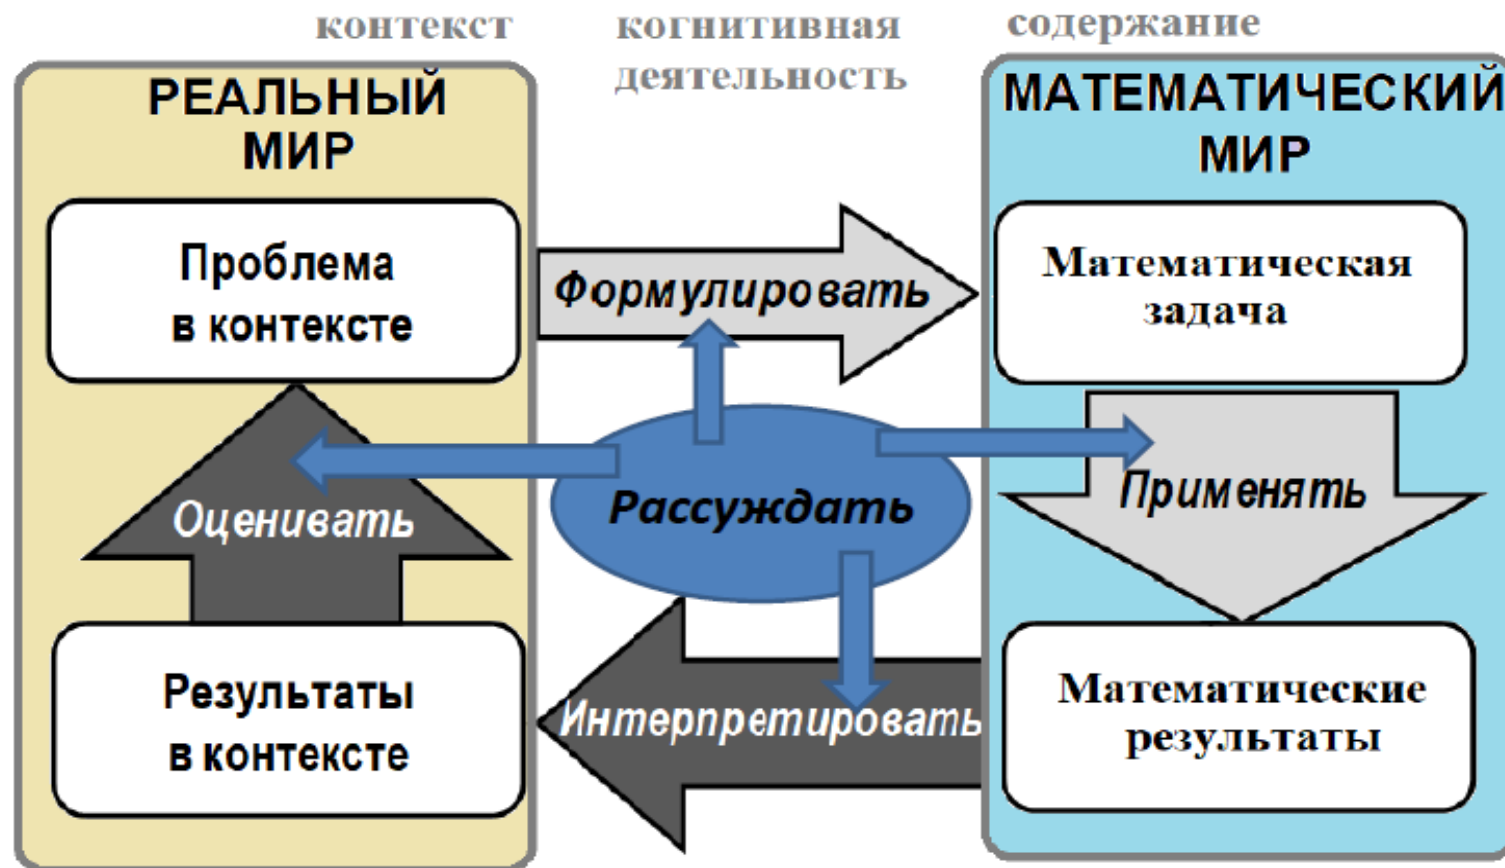 контекст
когнитивная
деятельность
содержание
РЕАЛЬНЫЙ
МИР
МАТЕМАТИЧЕСКИЙ
МИР
Проблема
в контексте
Формулировать
Математическая
задача
Оценивать
Рассуждать
Применять
Результаты
в контексте
Интерпретировать
Математические
результаты